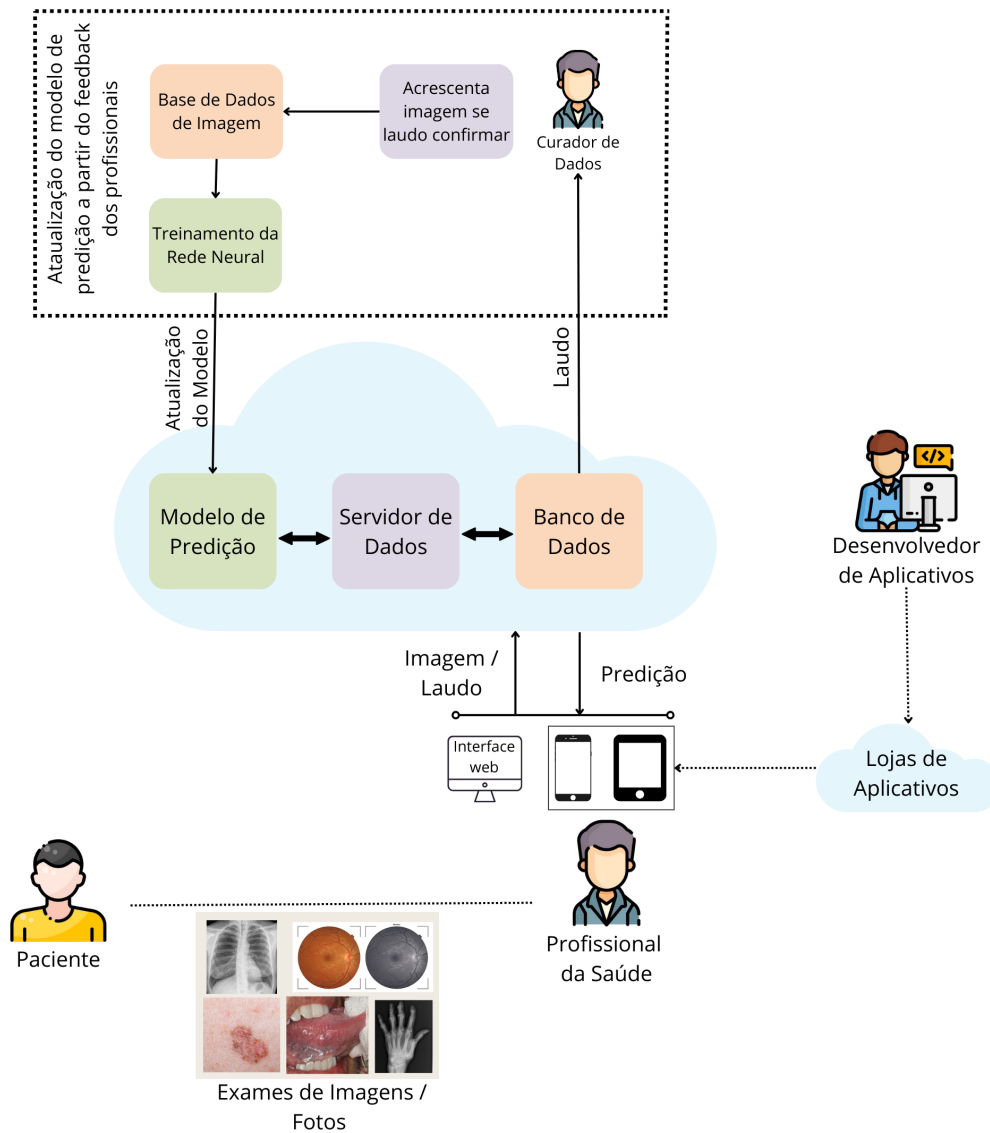 Ataualização do modelo de
predição a partir do feedback
dos profissionais
Base de Dados
de Imagem
Acrescenta
imagem se
laudo confirmar
Curador de
Dados
Treinamento da
Rede Neural
Atualização
do Modelo
Laudo
Modelo de
Predição
Servidor de
Dados
Banco de
Dados
Desenvolvedor
de Aplicativos
Imagem /
Laudo
Predição
Interface
web
Lojas de
Aplicativos
Paciente
Profissional
da Saúde
Exames de Imagens /
Fotos